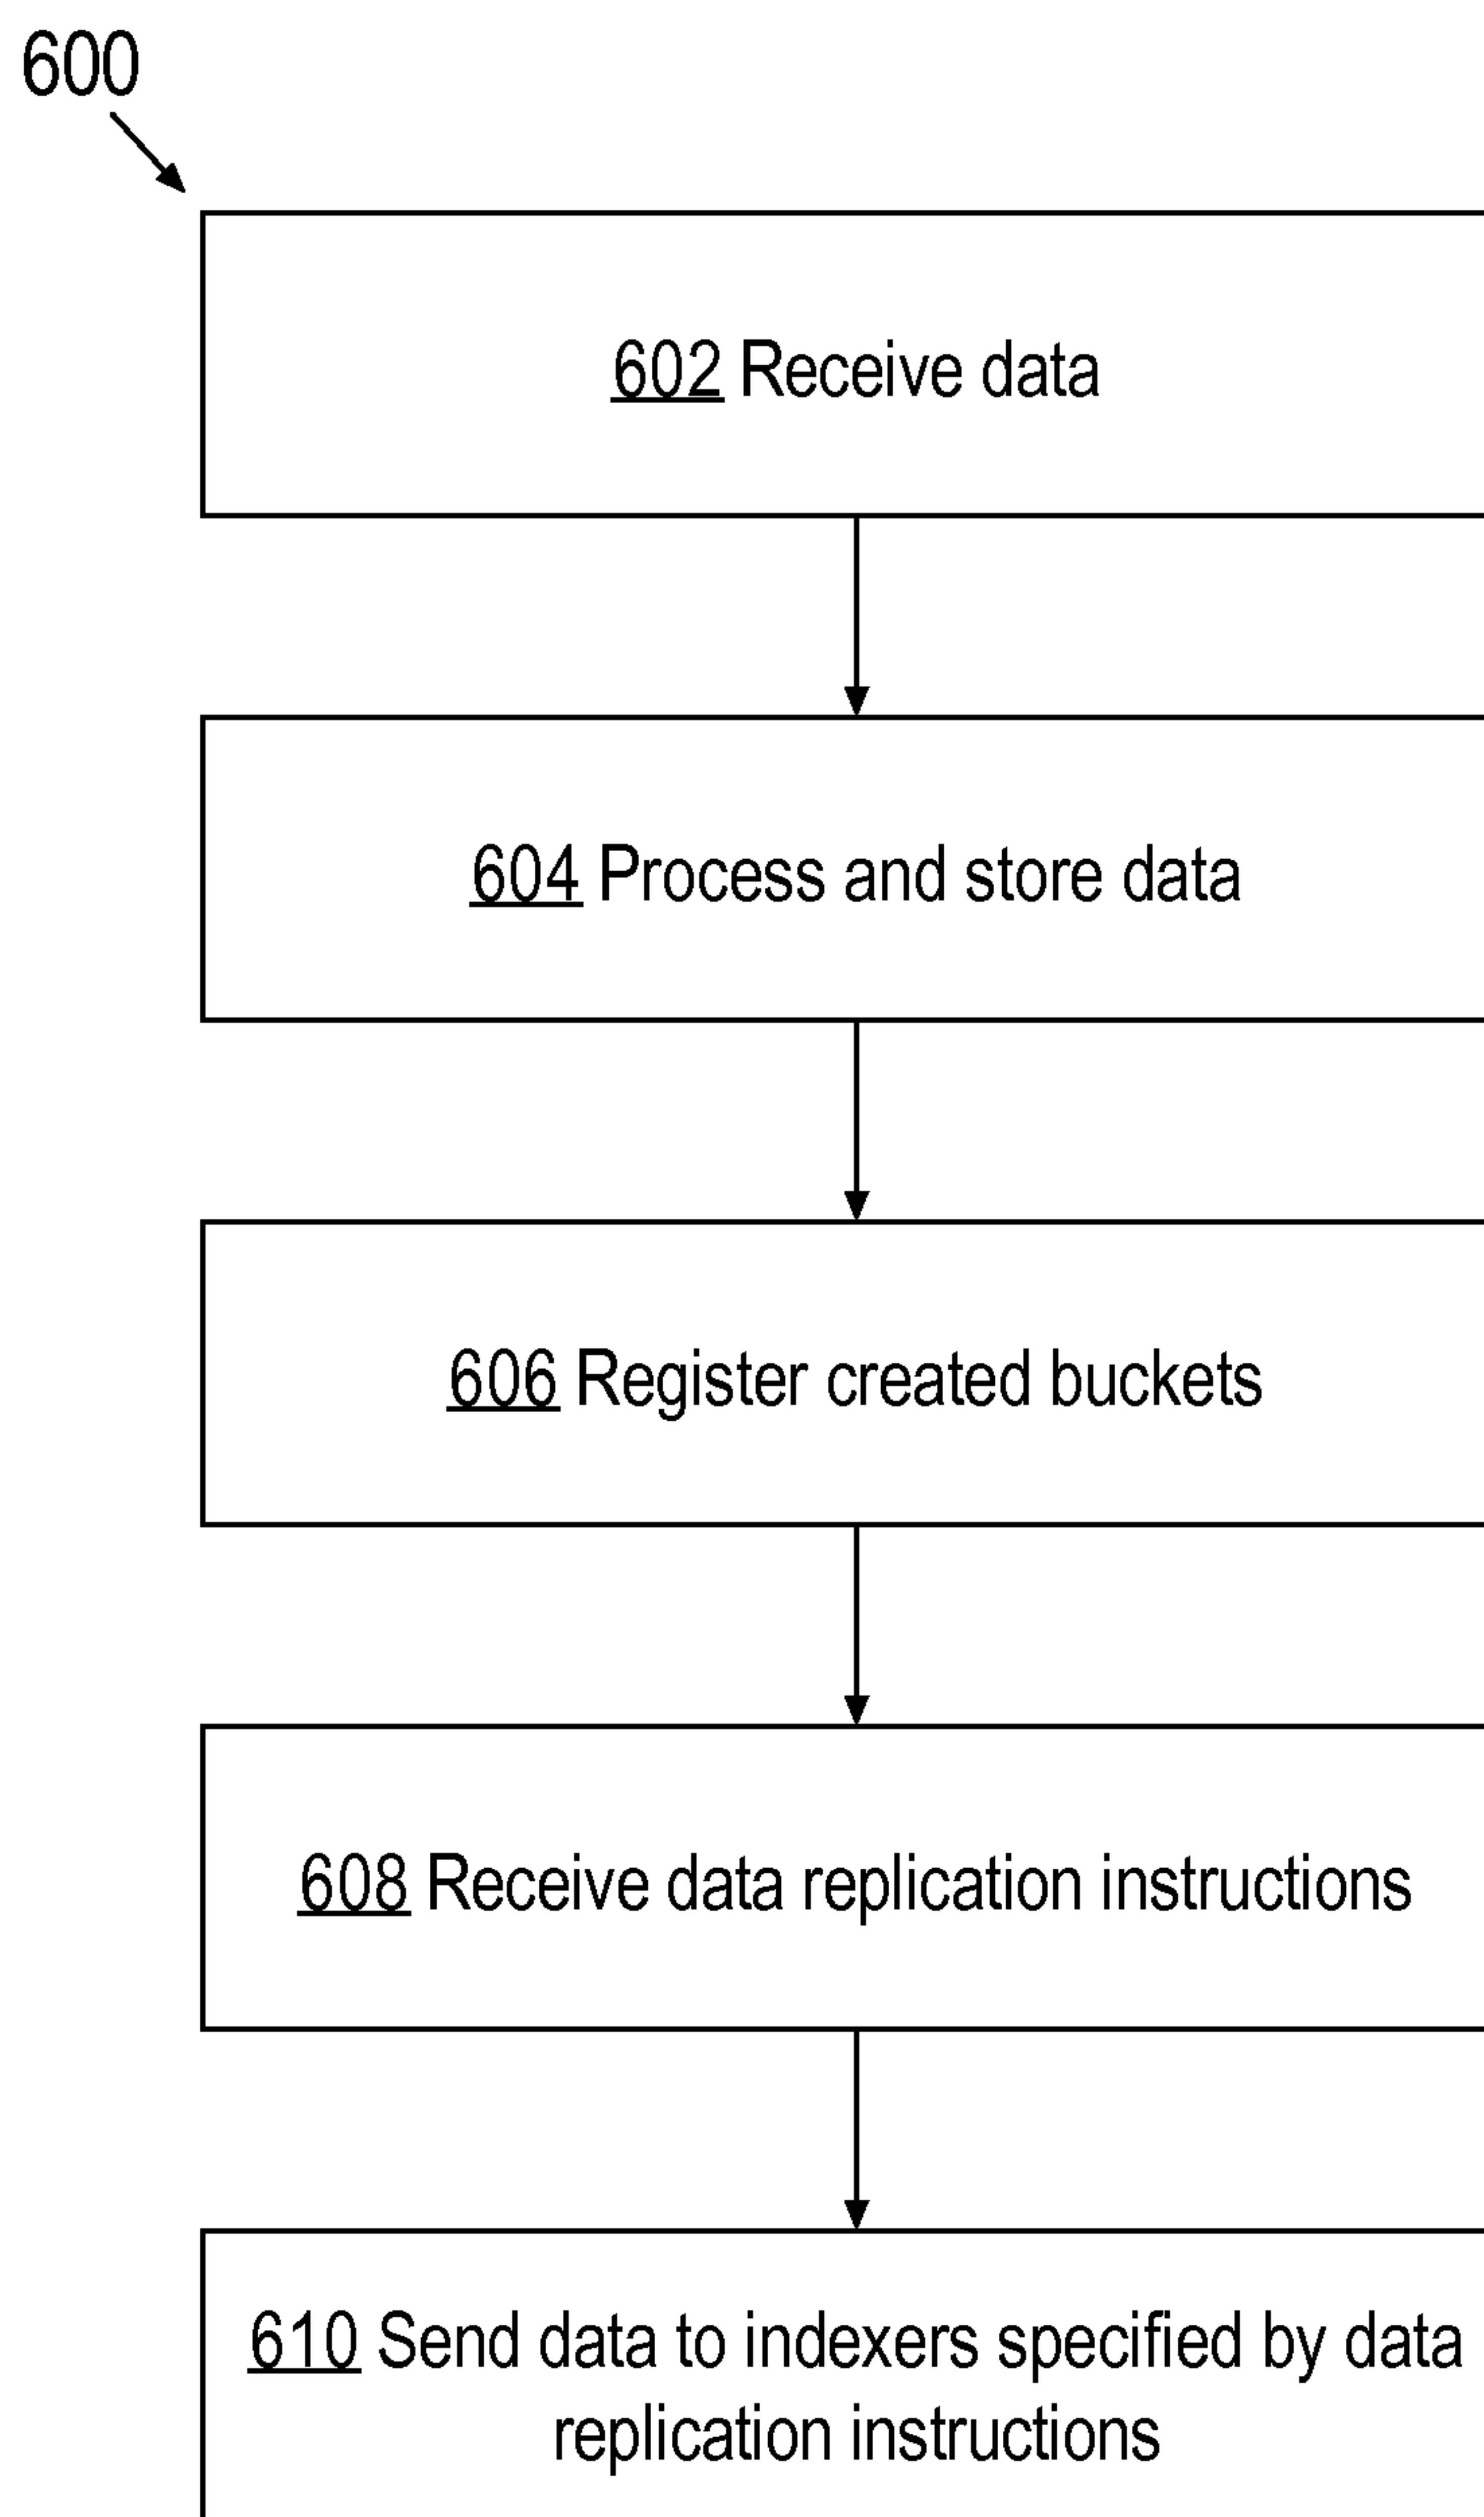 600
602 Receive data
604 Process and store data
606 Register created buckets
608 Receive data replication instructions
610 Send data to indexers specified by data
replication instructions